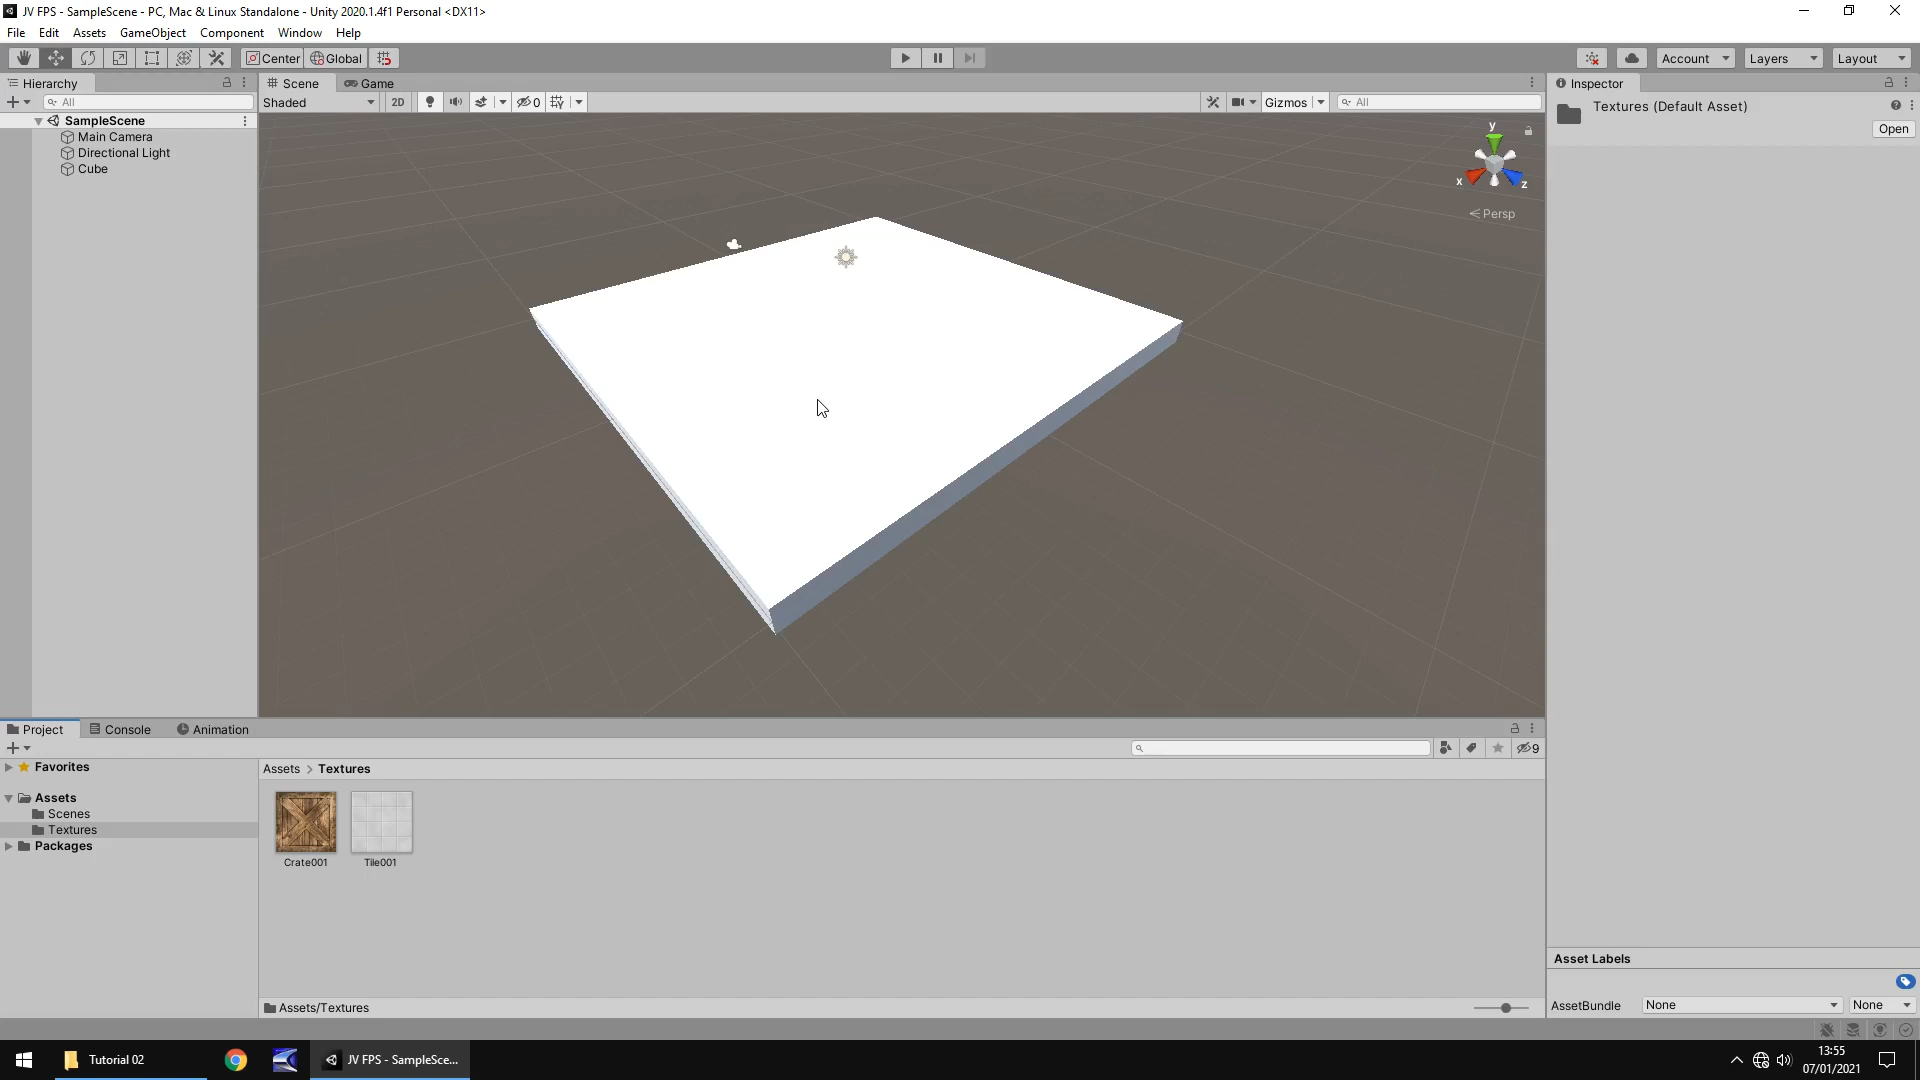 JV FPS - SampleScene - PC, Mac & Linux Standalone - Unity 2020.1.4f1 Personal <DX11>
File Edit Assets GameObject Component Window Help
Center Global Account Layers Layout
Hierarchy Scene Game Inspector
All Shaded 2D 0 Gizmos All Textures (Default Asset)
Open
SampleScene
Main Camera
Directional Light
Cube
y
x z
Persp
Project Console Animation
9
Favorites Assets > Textures
Assets
Scenes
Textures
Packages
Crate001 Tile001
Asset Labels
AssetBundle None None
Assets/Textures
Tutorial 02 JV FPS - SampleSce...
13:55
07/01/2021